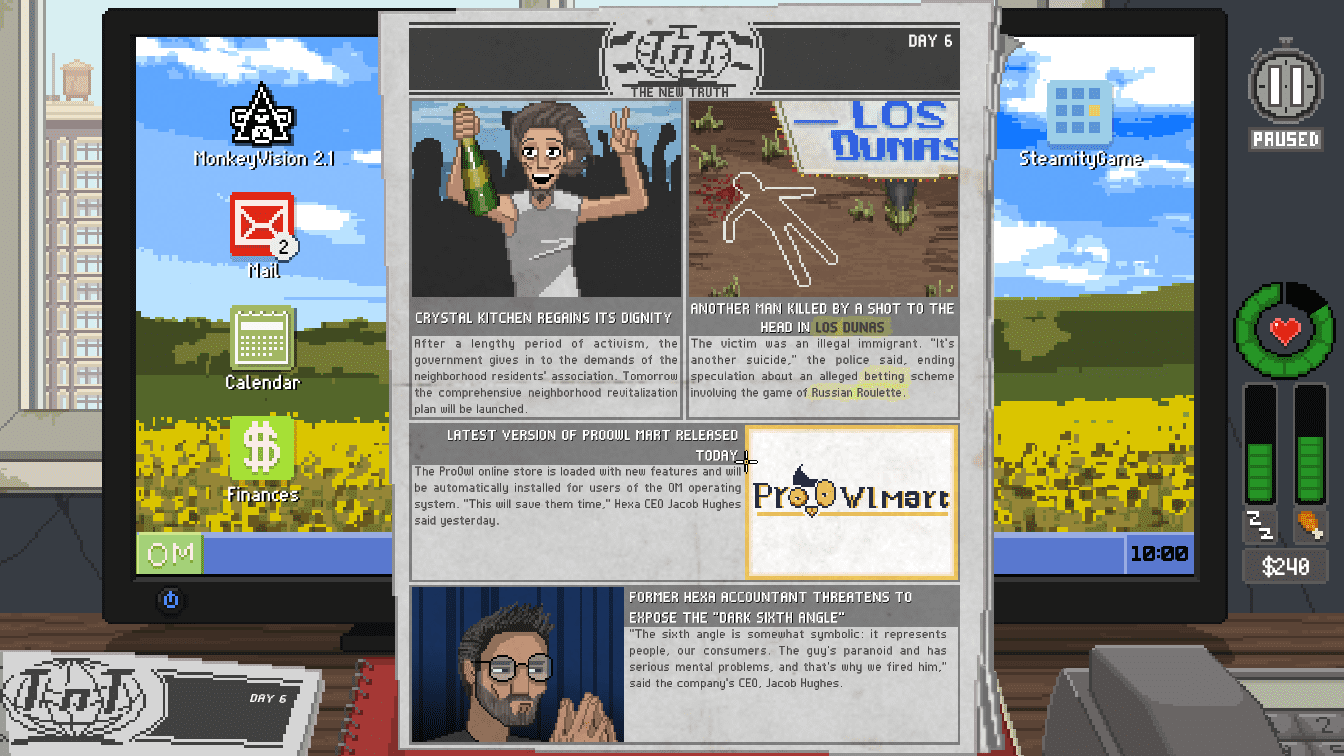 TnT
THE NEW TRUTH
DAY 6
CRYSTAL KITCHEN REGAINS ITS DIGNITY
After a lengthy period of activism, the
government gives in to the demands of the
neighborhood residents' association. Tomorrow
the comprehensive neighborhood revitalization
plan will be launched.
LOS
DUNAS
ANOTHER MAN KILLED BY A SHOT TO THE
HEAD IN LOS DUNAS
The victim was an illegal immigrant. "It's
another suicide," the police said, ending
speculation about an alleged betting scheme
involving the game of Russian Roulette.
LATEST VERSION OF PROOWL MART RELEASED
TODAY
The ProOwl online store is loaded with new features and will
be automatically installed for users of the OM operating
system. "This will save them time," Hexa CEO Jacob Hughes
said yesterday.
ProOwlmart
FORMER HEXA ACCOUNTANT THREATENS TO
EXPOSE THE "DARK SIXTH ANGLE"
"The sixth angle is somewhat symbolic: it represents
people, our consumers. The guy's paranoid and has
serious mental problems, and that's why we fired him,"
said the company's CEO, Jacob Hughes.
MonkeyVision 2.1
2
Mail
Calendar
$
Finances
OM
SteamityGame
10:00
PAUSED
ZZZ
$240
TnT
DAY 6
2